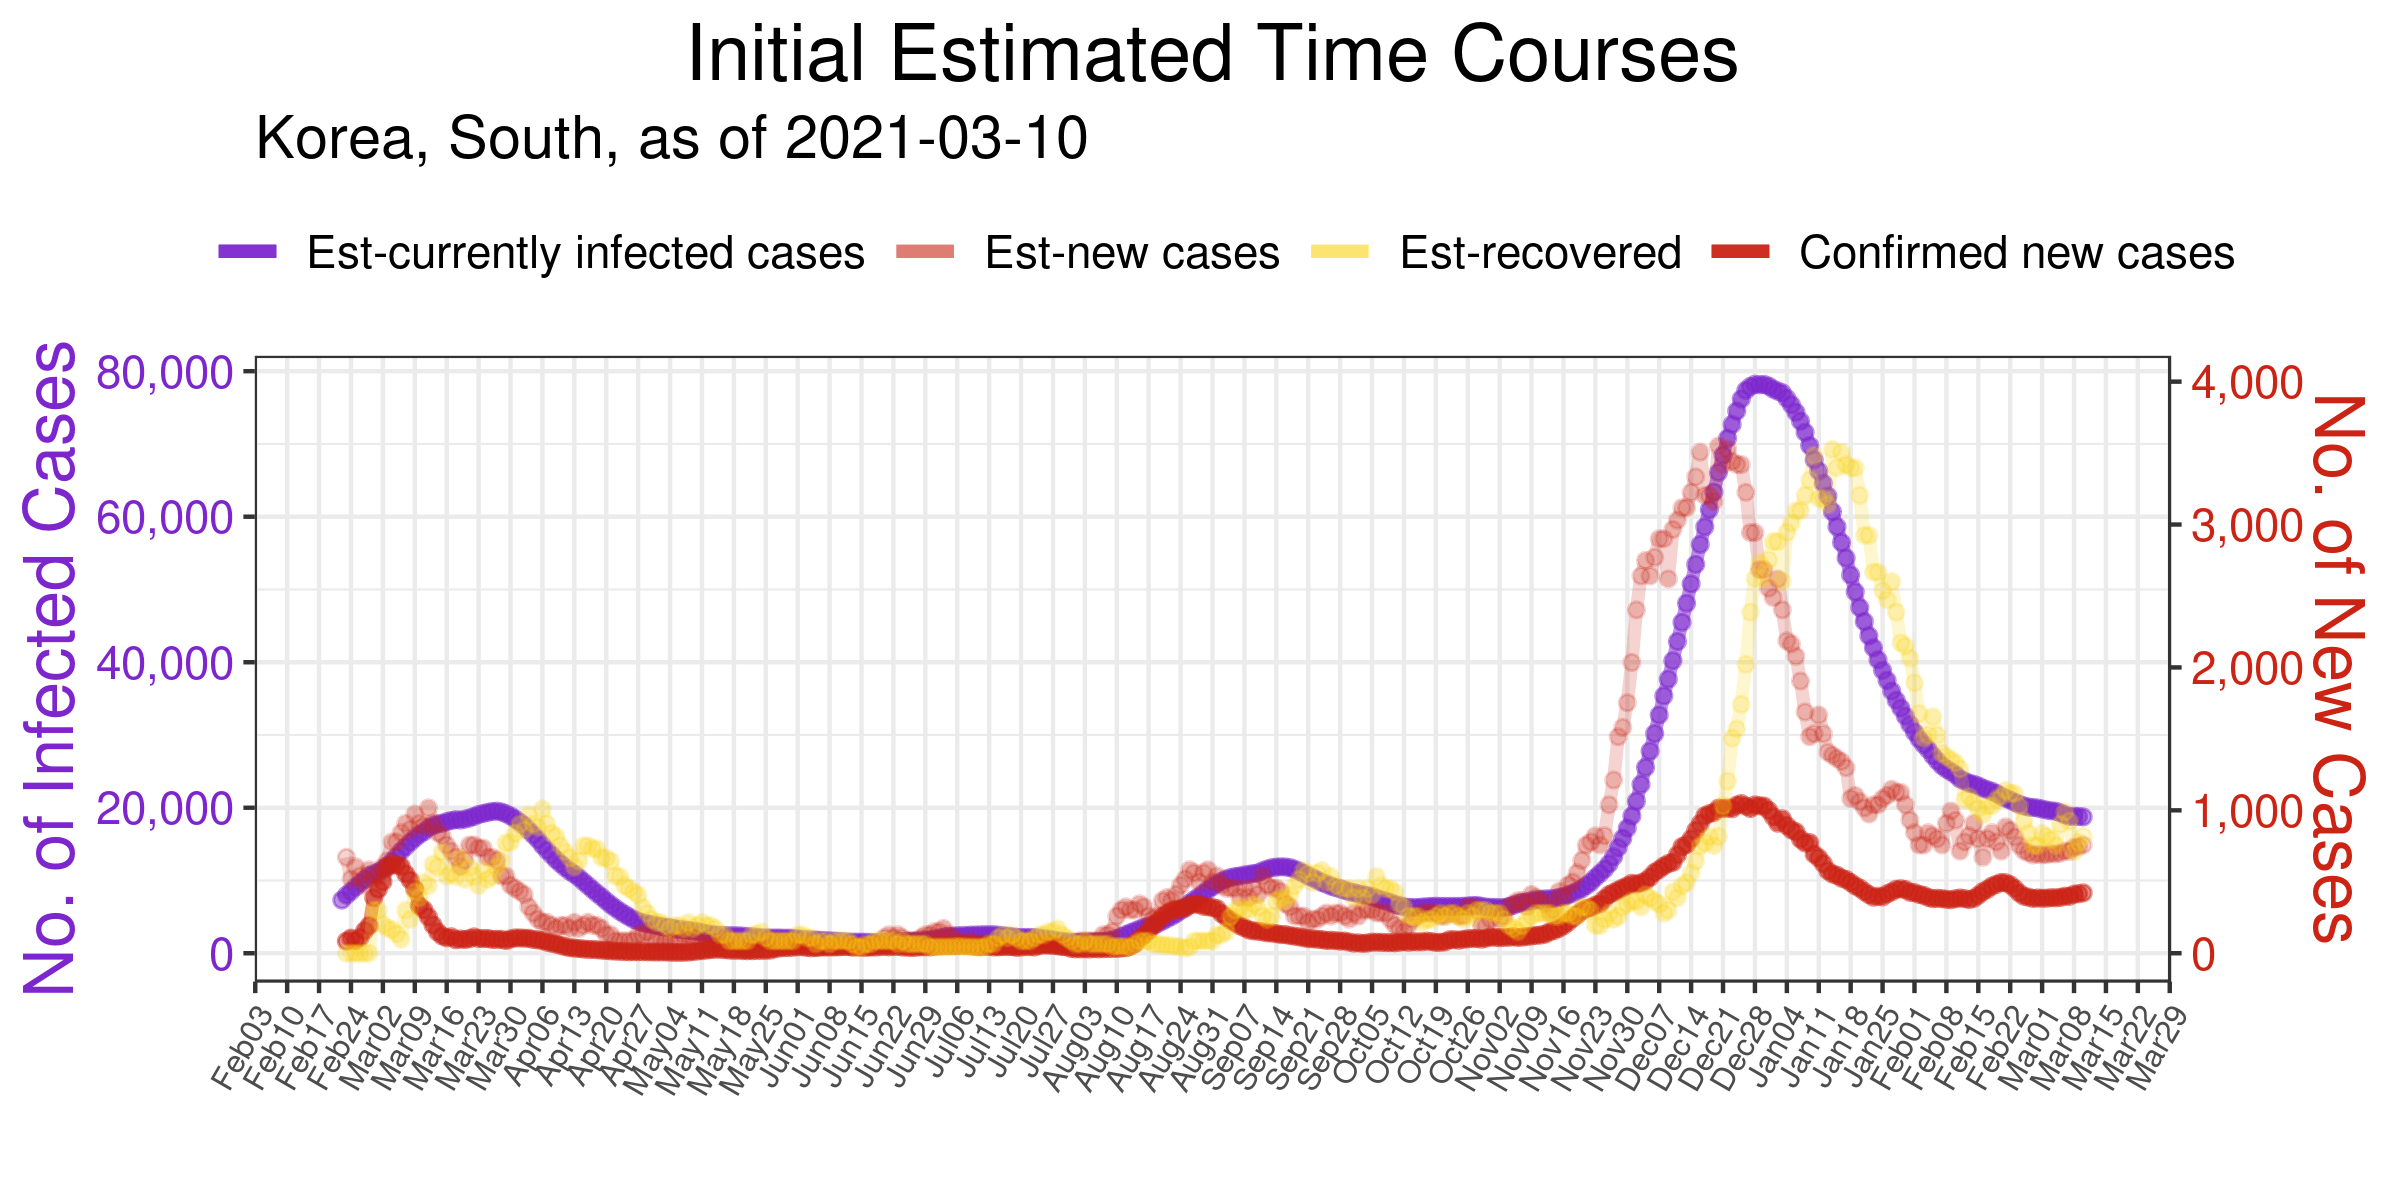 Initial Estimated Time Courses
Korea, South, as of 2021-03-10
Est-currently infected cases Est-new cases Est-recovered Confirmed new cases
No. of Infected Cases
80,000
60,000
40,000
20,000
0
4,000
3,000
2,000
1,000
0
No. of New Cases
Feb03 Feb10 Feb17 Feb24 Mar02 Mar09 Mar16 Mar23 Mar30 Apr06 Apr13 Apr20 Apr27 May04 May11 May18 May25 Jun01 Jun08 Jun15 Jun22 Jun29 Jul06 Jul13 Jul20 Jul27 Aug03 Aug10 Aug17 Aug24 Aug31 Sep07 Sep14 Sep21 Sep28 Oct05 Oct12 Oct19 Oct26 Nov02 Nov09 Nov16 Nov23 Nov30 Dec07 Dec14 Dec21 Dec28 Jan04 Jan11 Jan18 Jan25 Feb01 Feb08 Feb15 Feb22 Mar01 Mar08 Mar15 Mar22 Mar29